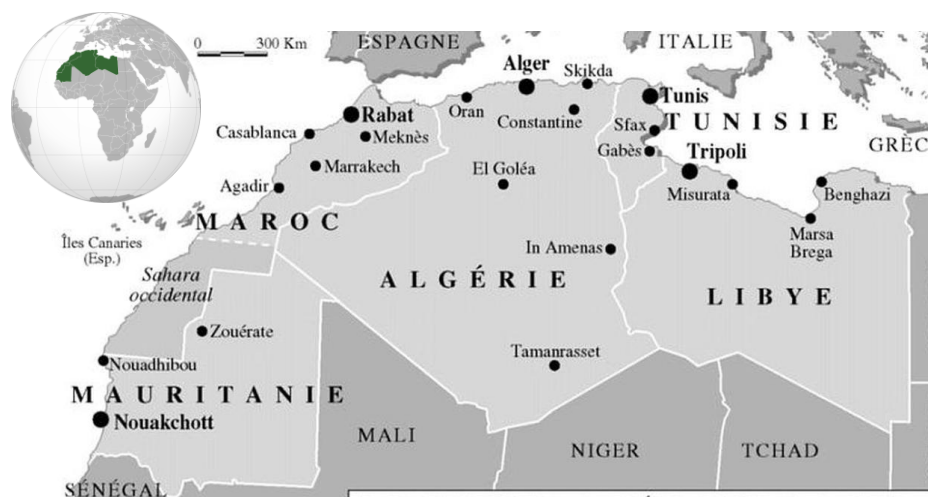 0 300 Km
ESPAGNE
ITALIE
Alger
Skikda
Oran
Constantine
Tunis
TUNISIE
Sfax
Gabès
GRÈC
Rabat
Casablanca
Meknès
Marrakech
Agadir
El Goléa
Tripoli
Misurata
Benghazi
Marsa
Brega
MAROC
Îles Canaries
(Esp.)
In Amenas
ALGÉRIE
LIBYE
Sahara
occidental
Zouérate
Tamanrasset
Nouadhibou
MAURITANIE
Nouakchott
MALI
NIGER
TCHAD
SÉNÉGAL